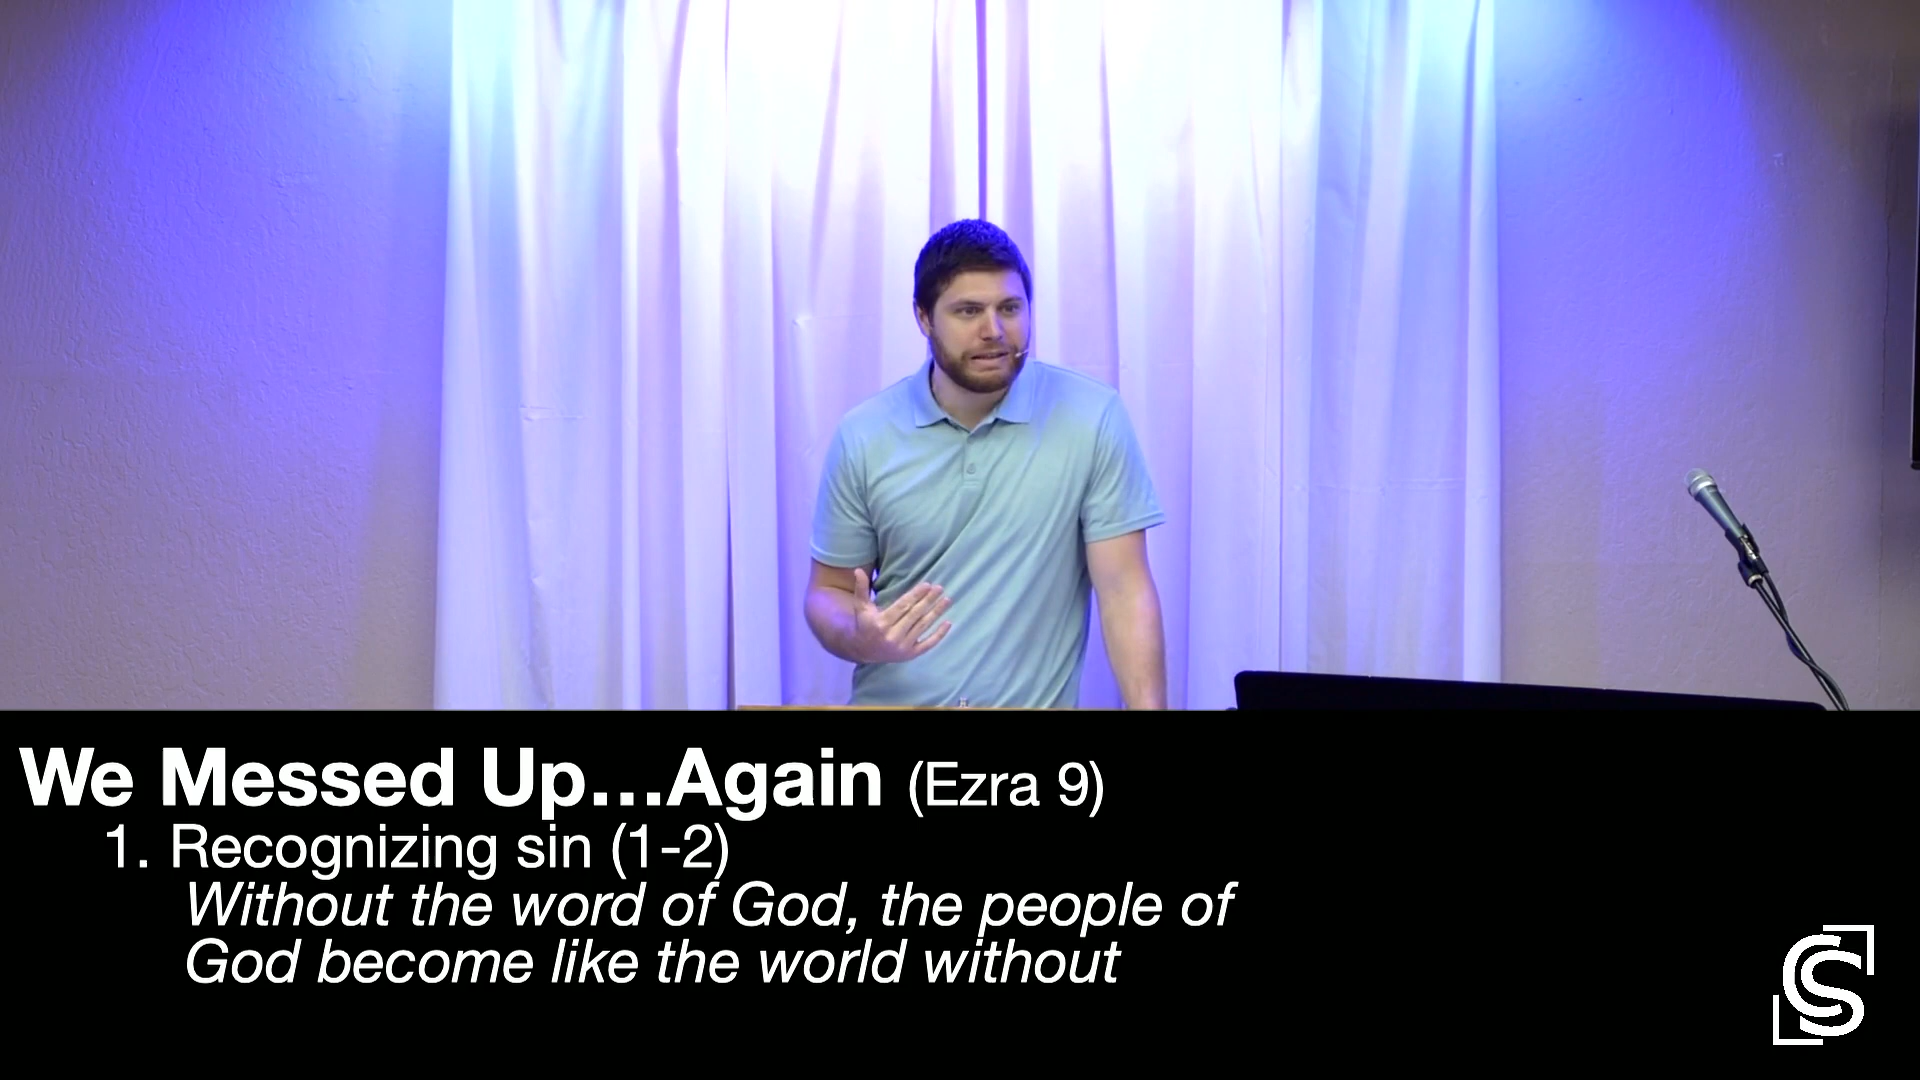 We Messed Up...Again (Ezra 9)
1. Recognizing sin (1-2)
Without the word of God, the people of
God become like the world without
CS